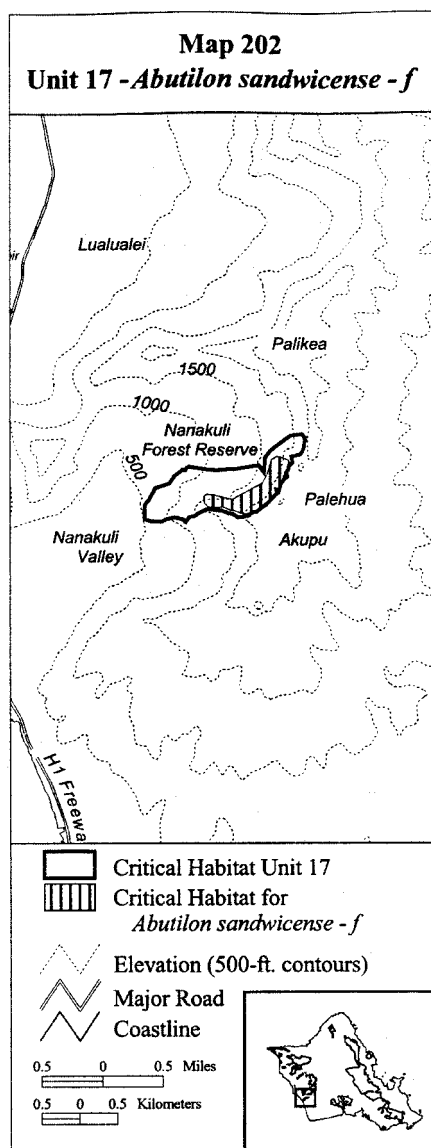 Map 202
Unit 17 - Abutilon sandwicense - f
Lualualei
Palikea
1500
1000
Nanakuli
Forest Reserve
500
Palehua
Nanakuli
Valley
Akupu
H1 Freewa
Critical Habitat Unit 17
Critical Habitat for
Abutilon sandwicense - f
Elevation (500-ft. contours)
Major Road
Coastline
0.5 0 0.5 Miles
0.5 0 0.5 Kilometers